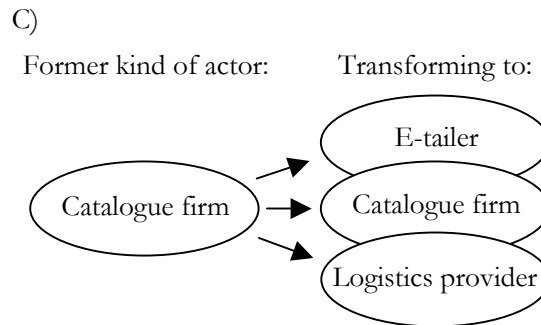 C)
Former kind of actor: Transforming to:
E-tailer
Catalogue firm Catalogue firm
Logistics provider